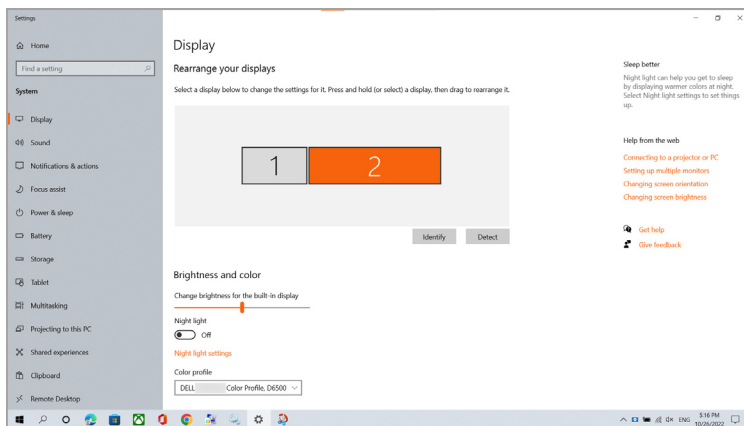 Settings
Home
Find a setting
System
Display
Sound
Notifications & actions
Focus assist
Power & sleep
Battery
Storage
Tablet
Multitasking
Projecting to this PC
Shared experiences
Clipboard
Remote Desktop
Display
Rearrange your displays
Select a display below to change the settings for it. Press and hold (or select) a display, then drag to rearrange it.
1
2
Identify
Detect
Brightness and color
Change brightness for the built-in display
Night light
Off
Night light settings
Color profile
DELL Color Profile, D6500
Sleep better
Night light can help you get to sleep
by displaying warmer colors at night.
Select Night light settings to set things
up.
Help from the web
Connecting to a projector or PC
Setting up multiple monitors
Changing screen orientation
Changing screen brightness
Get help
Give feedback
ENG
5:16 PM
10/26/2022